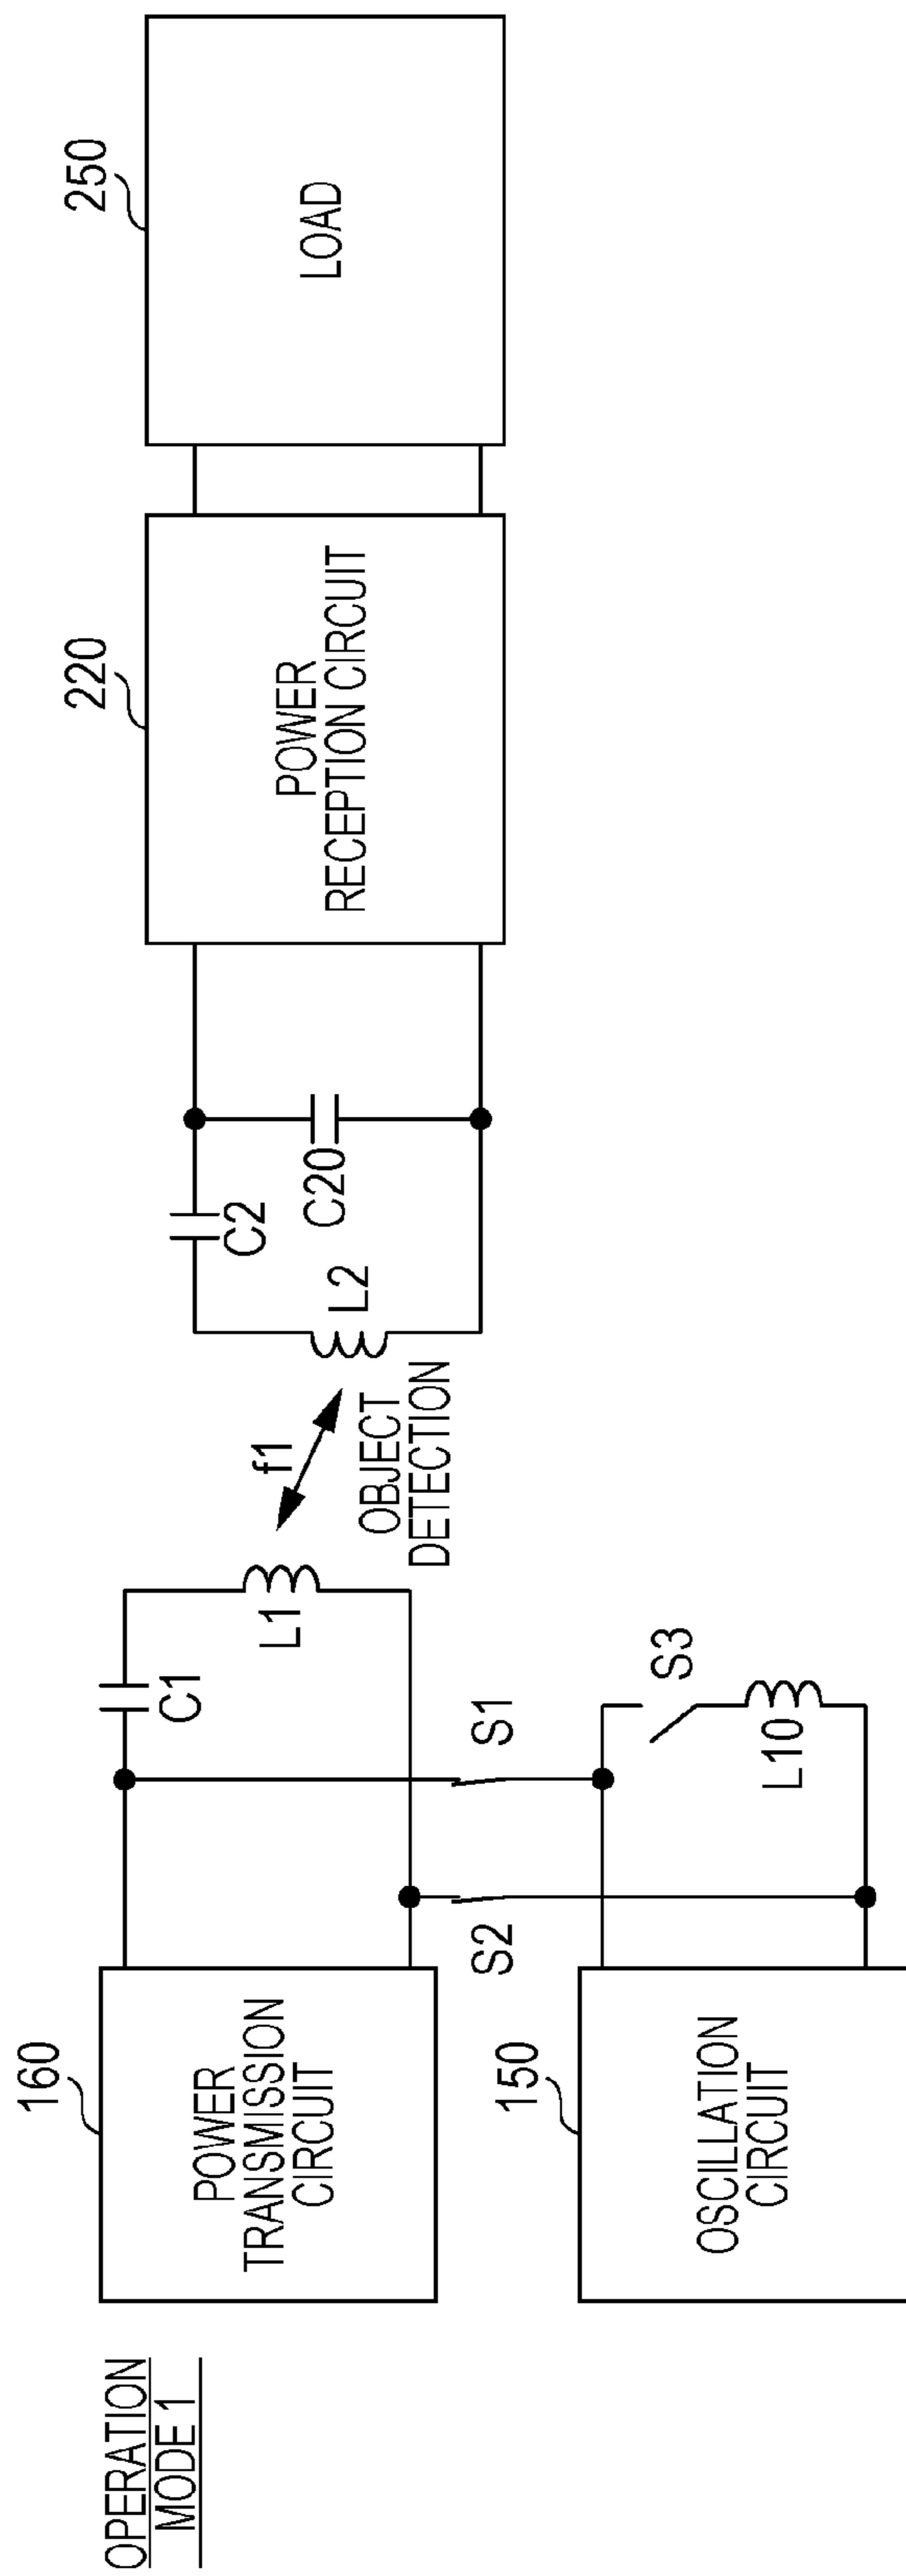 OPERATION
MODE 1
160
POWER
TRANSMISSION
CIRCUIT
C1
L1
f1
OBJECT
DETECTION
L2
C2
C20
220
POWER
RECEPTION CIRCUIT
250
LOAD
S1
S2
150
OSCILLATION
CIRCUIT
S3
L10